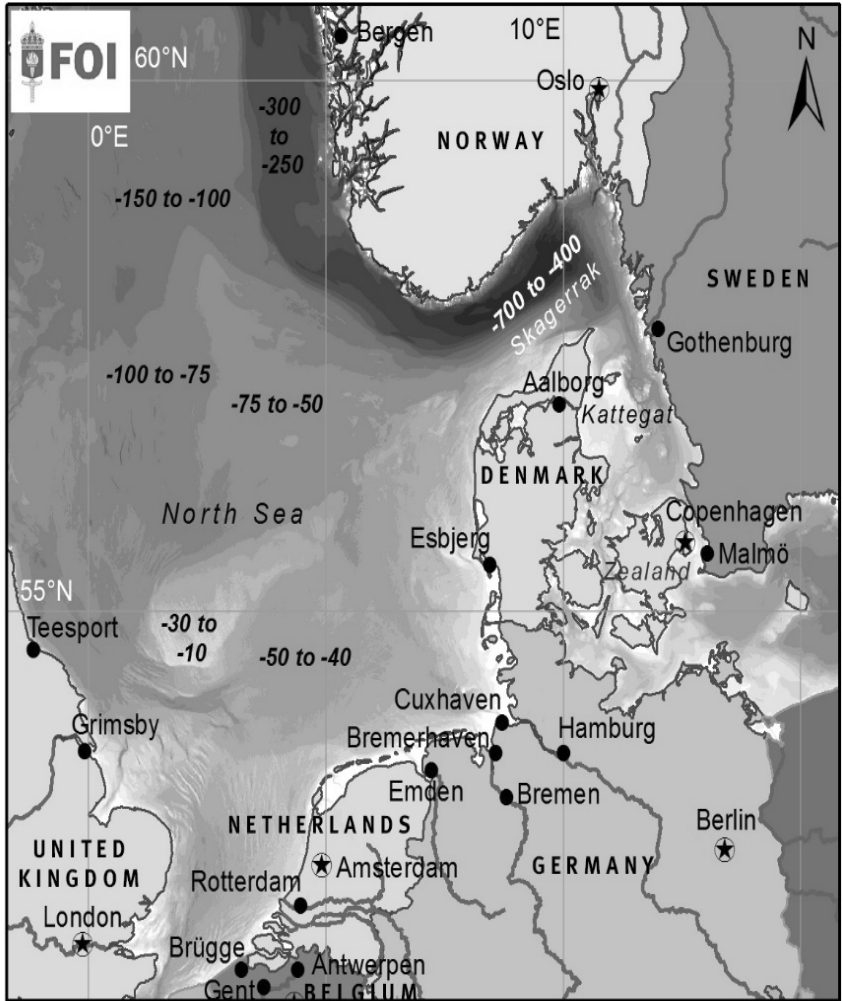 FOI
60°N
10°E
N
Bergen
Oslo
0°E
-300
to
-250
NORWAY
-150 to -100
-700 to -400
Skagerrak
SWEDEN
Gothenburg
-100 to -75
-75 to -50
Aalborg
Kattegat
DENMARK
North Sea
Copenhagen
Esbjerg
Malmö
Zealand
55°N
-30 to
-10
Teesport
-50 to -40
Cuxhaven
Grimsby
Bremerhaven
Hamburg
Emden
Bremen
NETHERLANDS
Berlin
UNITED
KINGDOM
Amsterdam
GERMANY
Rotterdam
London
Brügge
Antwerpen
Gent
BELGIUM